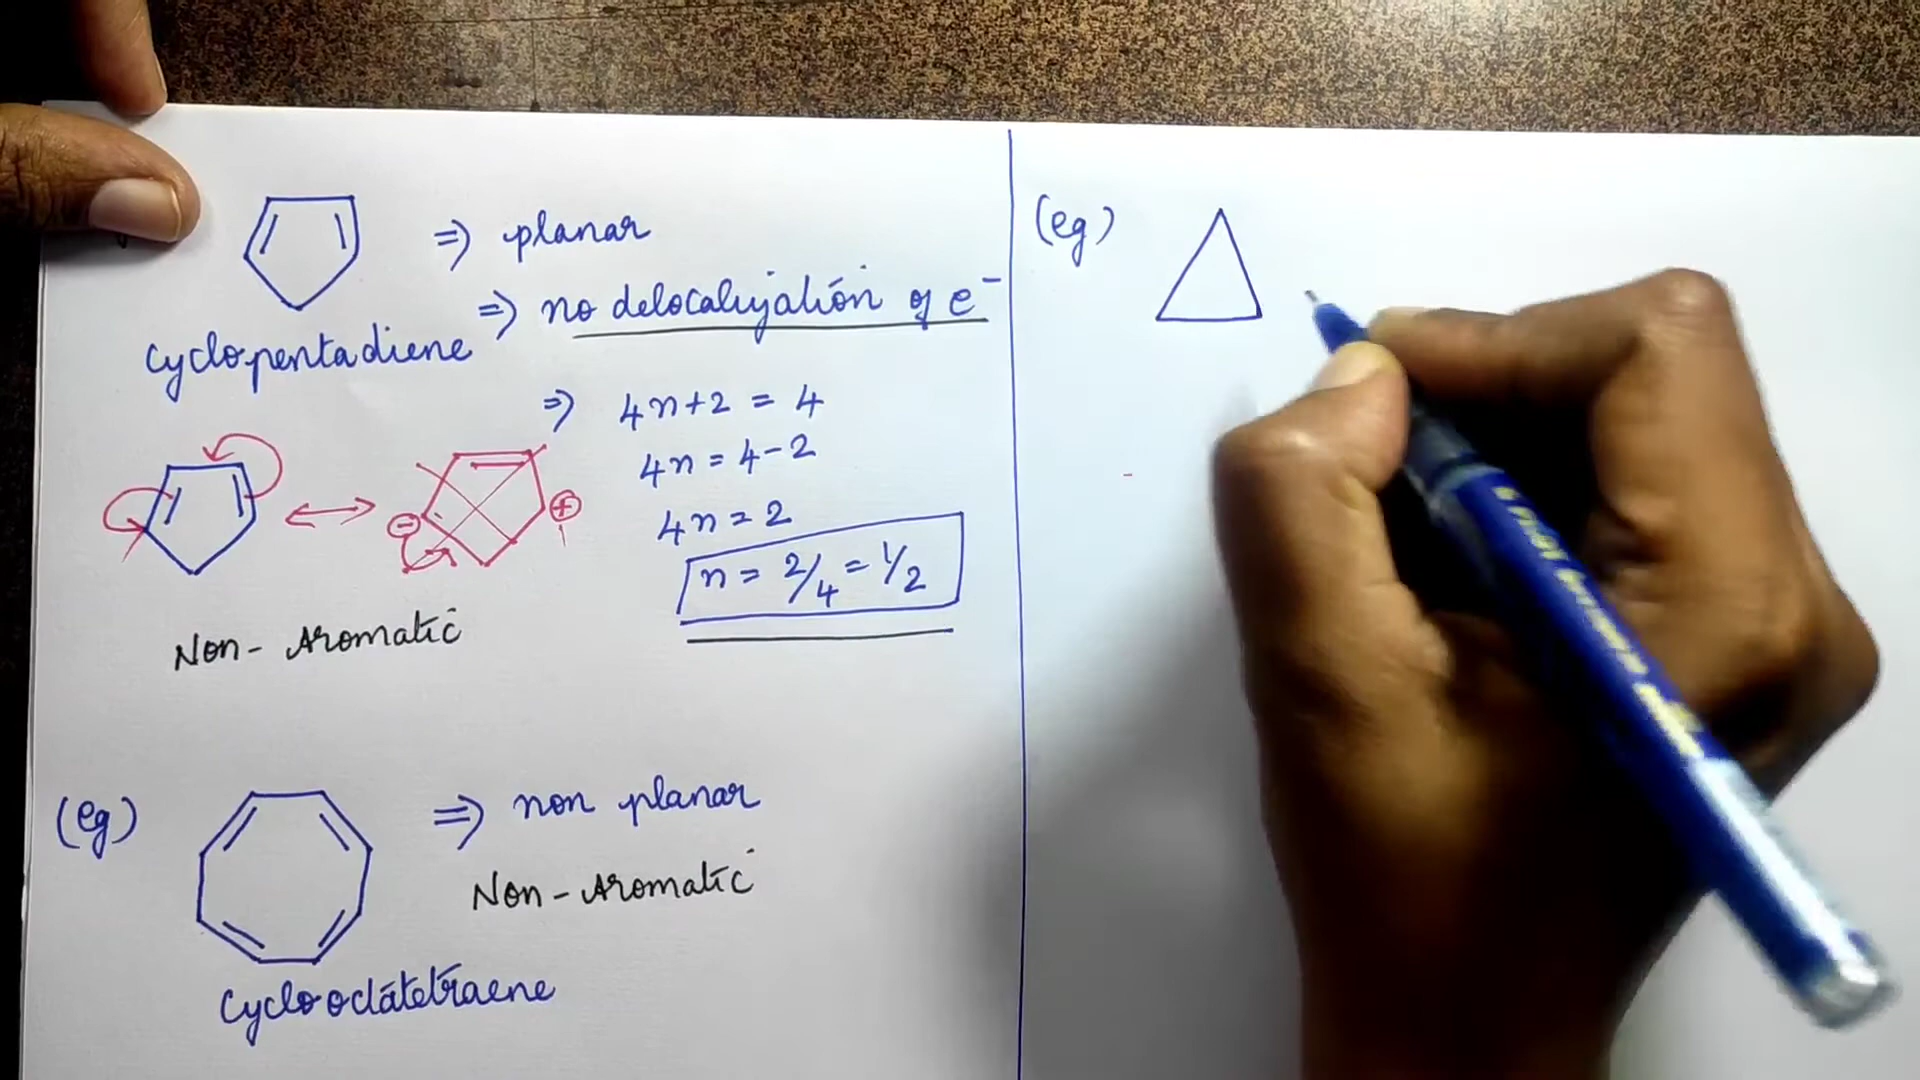 ⇒ planar
⇒ no delocalization of e⁻
cyclopentadiene
⇒ 4n+2 = 4
4n = 4-2
4n = 2
n = 2/4 = 1/2
⊖ ⊕
Non-Aromatic
(eg) ⇒ non planar
Non-Aromatic
Cyclooctatetraene
(eg)